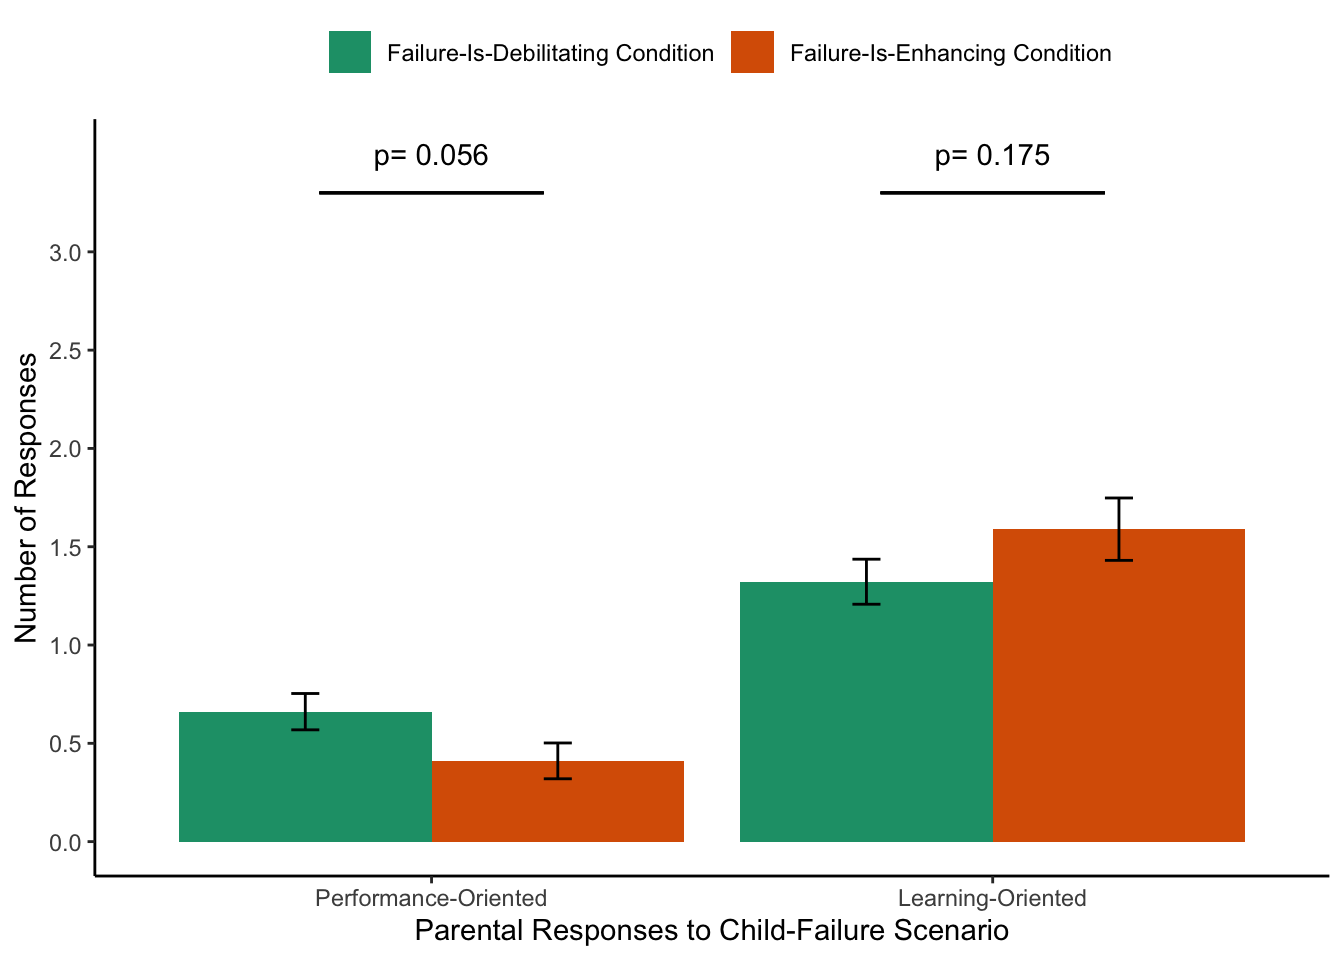 Failure-Is-Debilitating Condition Failure-Is-Enhancing Condition
p= 0.056 p= 0.175
3.0
2.5
2.0
1.5
1.0
0.5
0.0
Number of Responses
Performance-Oriented Learning-Oriented
Parental Responses to Child-Failure Scenario